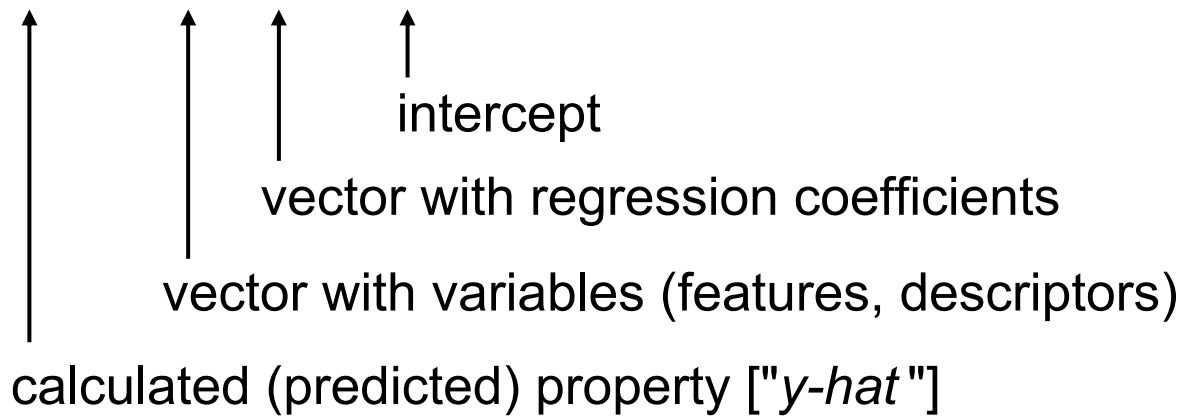 intercept
vector with regression coefficients
vector with variables (features, descriptors)
calculated (predicted) property ["y-hat"]